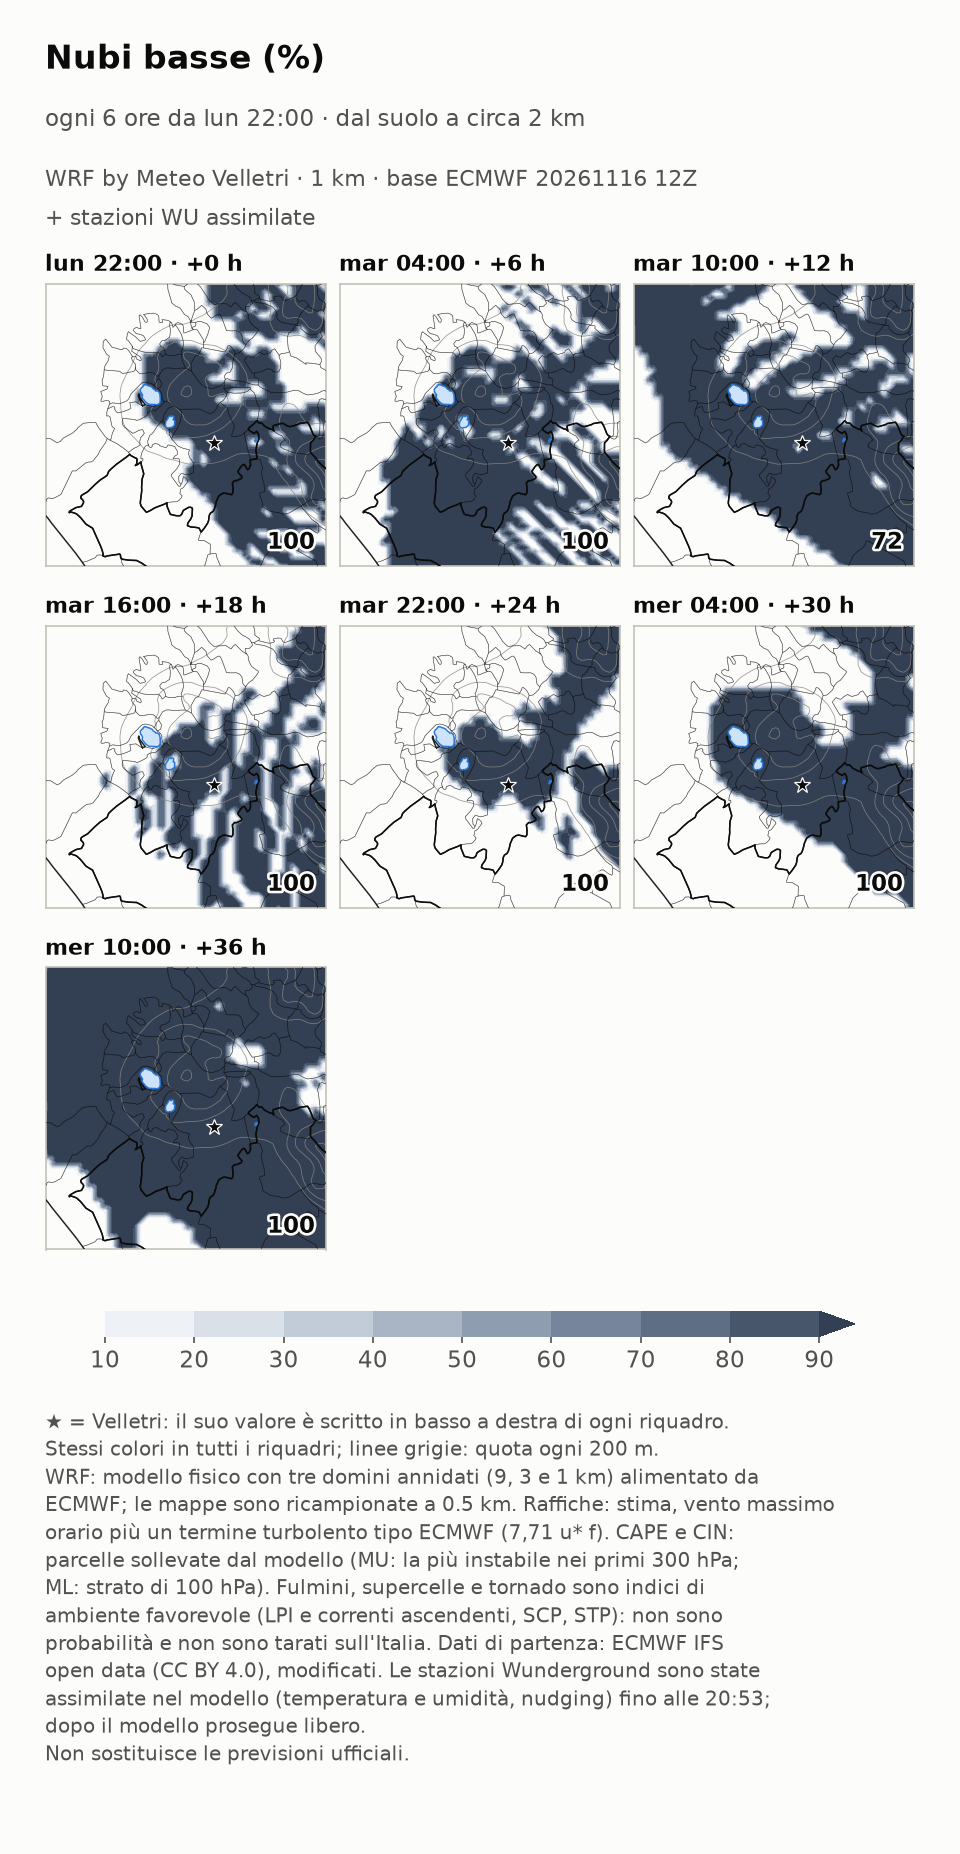 Nubi basse (%)
ogni 6 ore da lun 22:00 · dal suolo a circa 2 km
WRF by Meteo Velletri · 1 km · base ECMWF 20261116 12Z
+ stazioni WU assimilate
lun 22:00 · +0 h
mar 04:00 · +6 h
mar 10:00 · +12 h
100
100
72
mar 16:00 · +18 h
mar 22:00 · +24 h
mer 04:00 · +30 h
100
100
100
mer 10:00 · +36 h
100
10 20 30 40 50 60 70 80 90
★ = Velletri: il suo valore è scritto in basso a destra di ogni riquadro.
Stessi colori in tutti i riquadri; linee grigie: quota ogni 200 m.
WRF: modello fisico con tre domini annidati (9, 3 e 1 km) alimentato da
ECMWF; le mappe sono ricampionate a 0.5 km. Raffiche: stima, vento massimo
orario più un termine turbolento tipo ECMWF (7,71 u* f). CAPE e CIN:
parcelle sollevate dal modello (MU: la più instabile nei primi 300 hPa;
ML: strato di 100 hPa). Fulmini, supercelle e tornado sono indici di
ambiente favorevole (LPI e correnti ascendenti, SCP, STP): non sono
probabilità e non sono tarati sull'Italia. Dati di partenza: ECMWF IFS
open data (CC BY 4.0), modificati. Le stazioni Wunderground sono state
assimilate nel modello (temperatura e umidità, nudging) fino alle 20:53;
dopo il modello prosegue libero.
Non sostituisce le previsioni ufficiali.